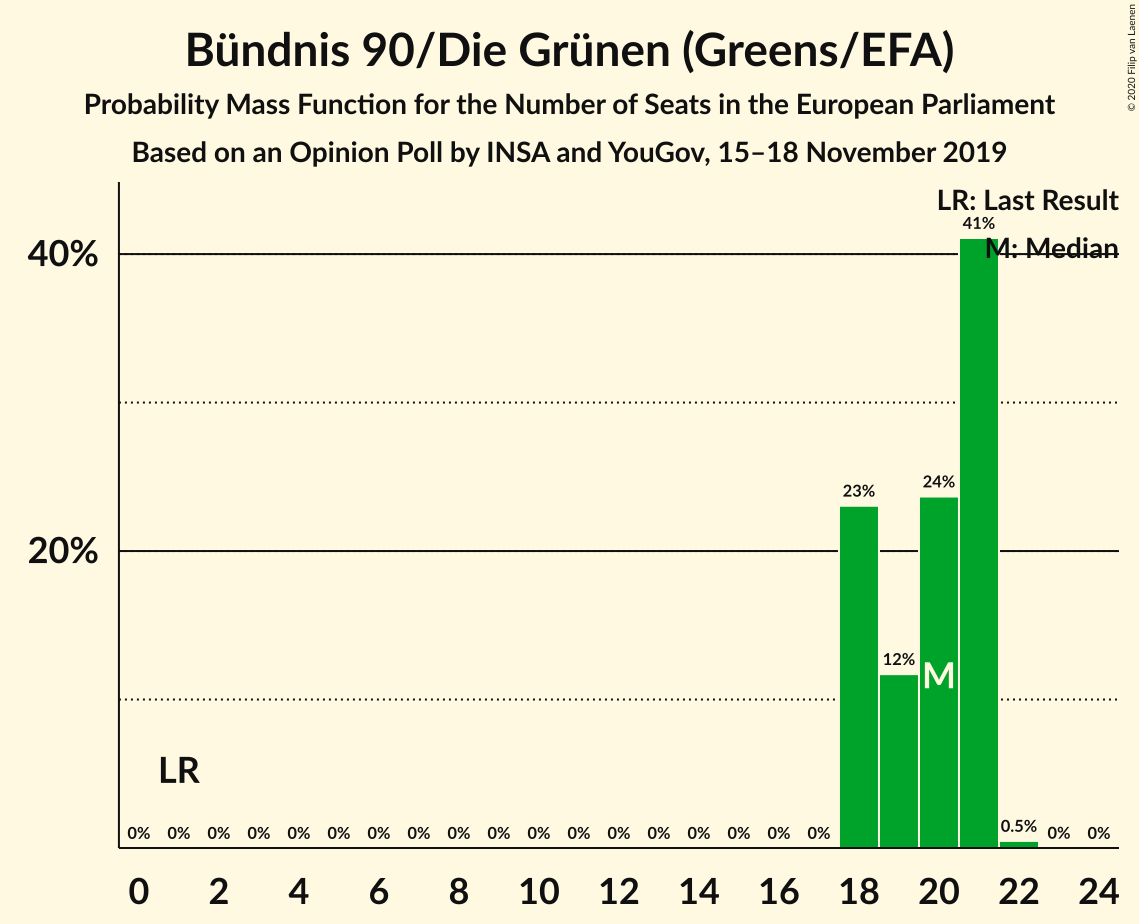 Bündnis 90/Die Grünen (Greens/EFA)
Probability Mass Function for the Number of Seats in the European Parliament
Based on an Opinion Poll by INSA and YouGov, 15–18 November 2019
© 2020 Filip van Laenen
LR: Last Result
41%
M: Median
40%
23%
24%
20%
12%
M
LR
0% 0% 0% 0% 0% 0% 0% 0% 0% 0% 0% 0% 0% 0% 0% 0% 0% 0% 0.5% 0% 0%
0 2 4 6 8 10 12 14 16 18 20 22 24